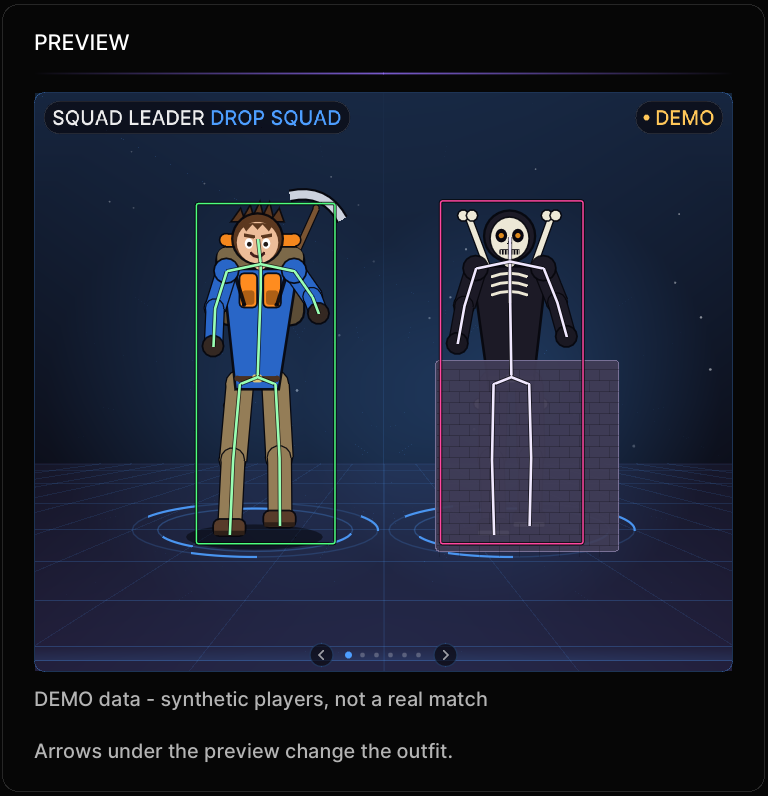 PREVIEW
SQUAD LEADER DROP SQUAD
• DEMO
DEMO data - synthetic players, not a real match
Arrows under the preview change the outfit.